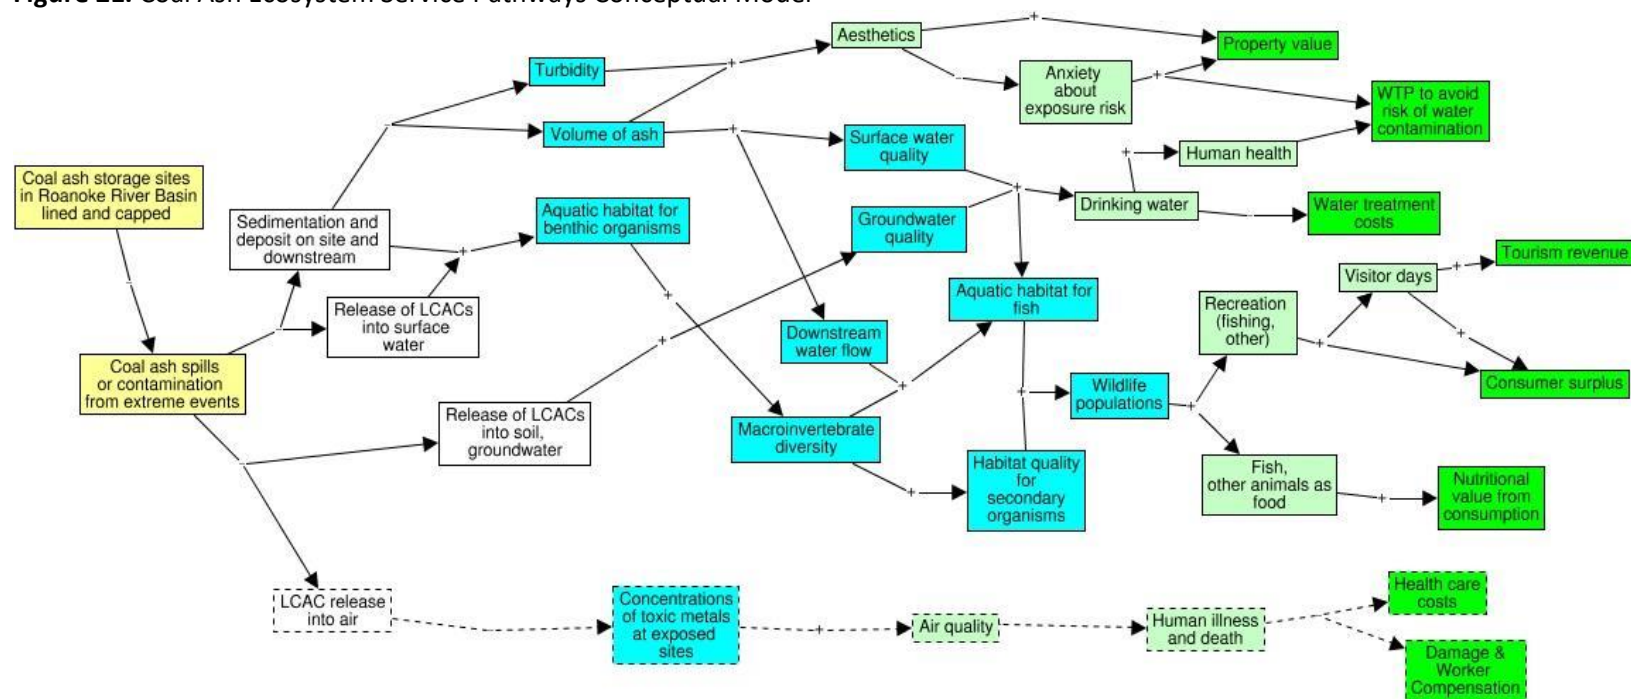 Figure 21. Coal Ash Ecosystem Service Pathways Conceptual Model
Aesthetics
+
Property value
Turbidity
+
Anxiety
about
exposure risk
+
WTP to avoid
risk of water
contamination
Volume of ash
+
Surface water
quality
+
Human health
Coal ash storage sites
in Roanoke River Basin
lined and capped
Sedimentation and
deposit on site and
downstream
+
Aquatic habitat for
benthic organisms
Groundwater
quality
+
Drinking water
Water treatment
costs
Release of LCACs
into surface
water
+
Aquatic habitat for
fish
Visitor days
+
Tourism revenue
Recreation
(fishing,
other)
+
+
Consumer surplus
Downstream
water flow
+
+
Coal ash spills
or contamination
from extreme events
Wildlife
populations
+
+
Release of LCACs
into soil,
groundwater
Macroinvertebrate
diversity
+
Habitat quality
for
secondary
organisms
Fish,
other animals as
food
+
Nutritional
value from
consumption
LCAC release
into air
Concentrations
of toxic metals
at exposed
sites
+
Air quality
Human illness
and death
Health care
costs
Damage &
Worker
Compensation